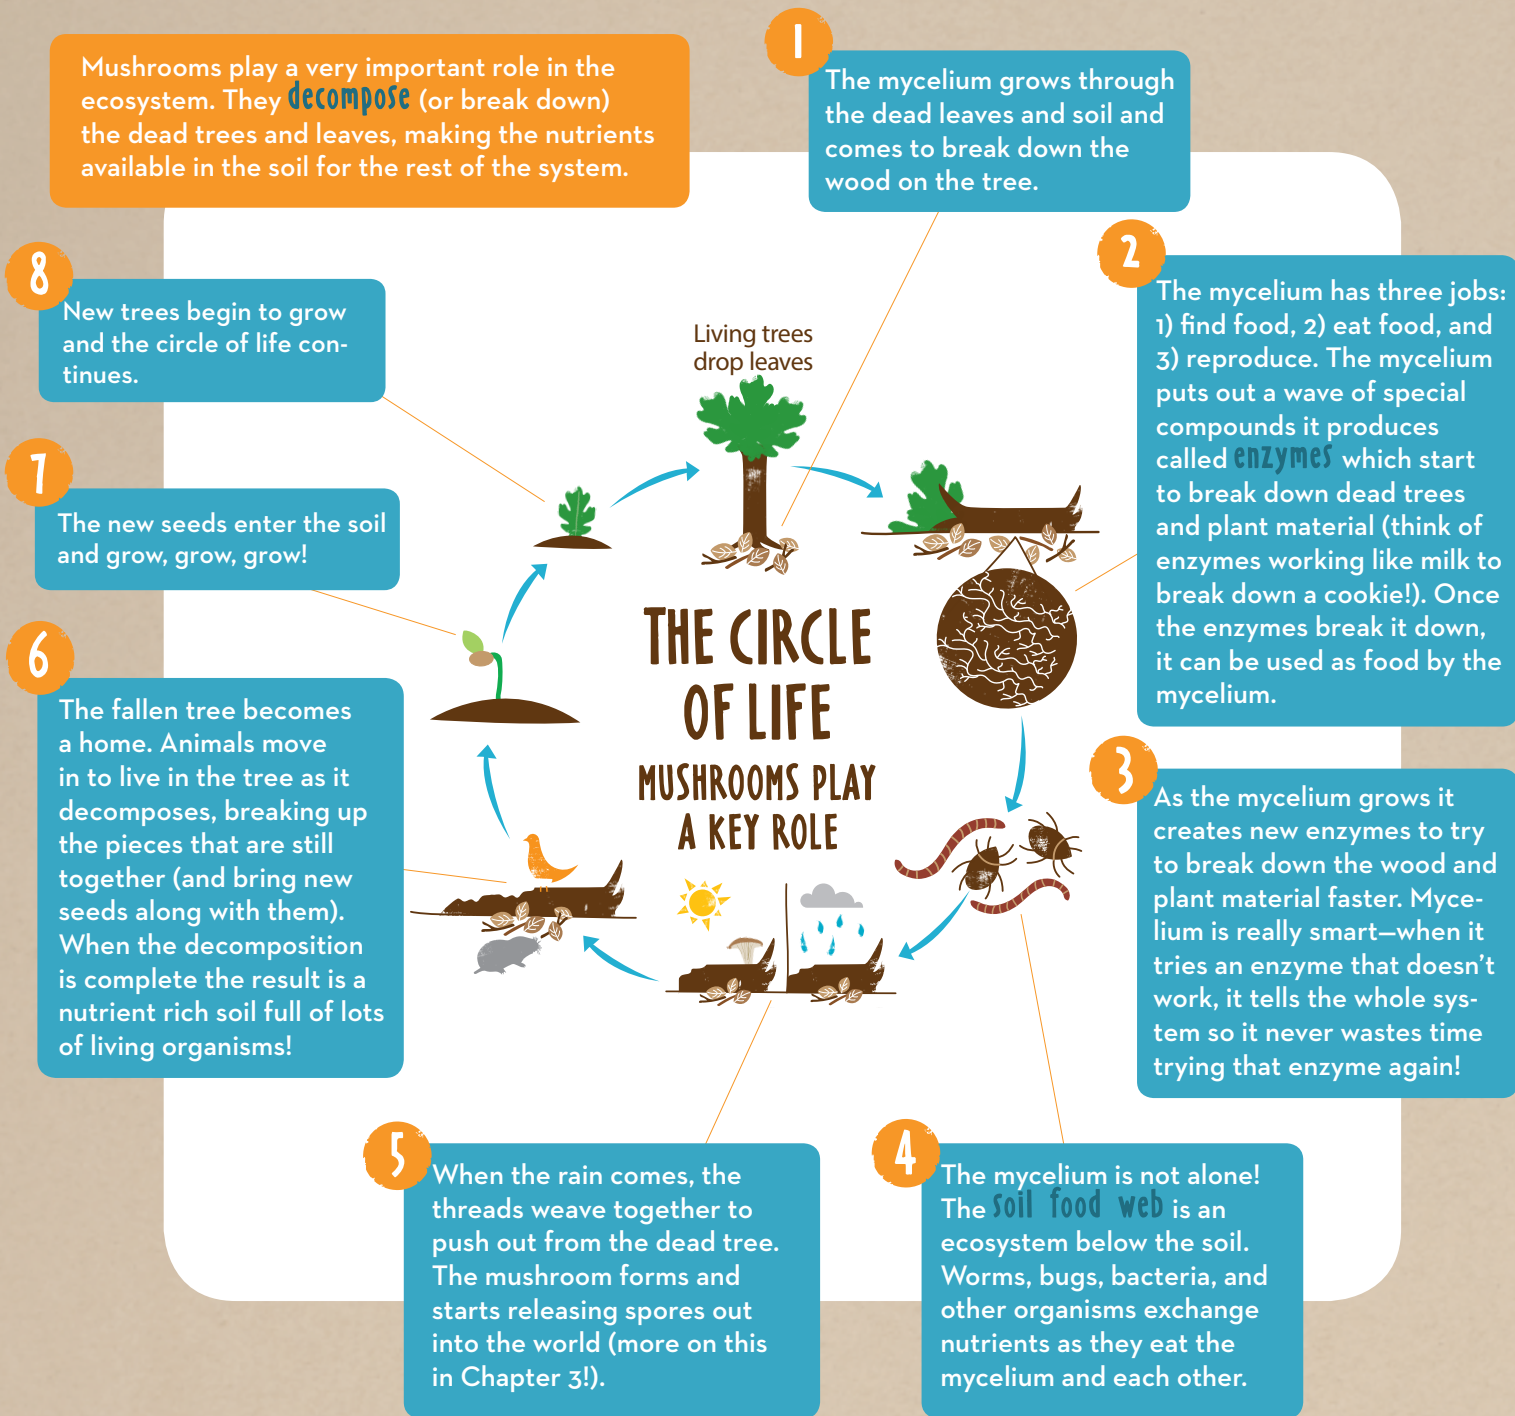 Mushrooms play a very important role in the
ecosystem. They decompose (or break down)
the dead trees and leaves, making the nutrients
available in the soil for the rest of the system.
1
The mycelium grows through
the dead leaves and soil and
comes to break down the
wood on the tree.
2
The mycelium has three jobs:
1) find food, 2) eat food, and
3) reproduce. The mycelium
puts out a wave of special
compounds it produces
called enzymes which start
to break down dead trees
and plant material (think of
enzymes working like milk to
break down a cookie!). Once
the enzymes break it down,
it can be used as food by the
mycelium.
3
As the mycelium grows it
creates new enzymes to try
to break down the wood and
plant material faster. Myce-
lium is really smart—when it
tries an enzyme that doesn't
work, it tells the whole sys-
tem so it never wastes time
trying that enzyme again!
4
The mycelium is not alone!
The soil food web is an
ecosystem below the soil.
Worms, bugs, bacteria, and
other organisms exchange
nutrients as they eat the
mycelium and each other.
5
When the rain comes, the
threads weave together to
push out from the dead tree.
The mushroom forms and
starts releasing spores out
into the world (more on this
in Chapter 3!).
6
The fallen tree becomes
a home. Animals move
in to live in the tree as it
decomposes, breaking up
the pieces that are still
together (and bring new
seeds along with them).
When the decomposition
is complete the result is a
nutrient rich soil full of lots
of living organisms!
7
The new seeds enter the soil
and grow, grow, grow!
8
New trees begin to grow
and the circle of life con-
tinues.
Living trees
drop leaves
THE CIRCLE
OF LIFE
MUSHROOMS PLAY
A KEY ROLE